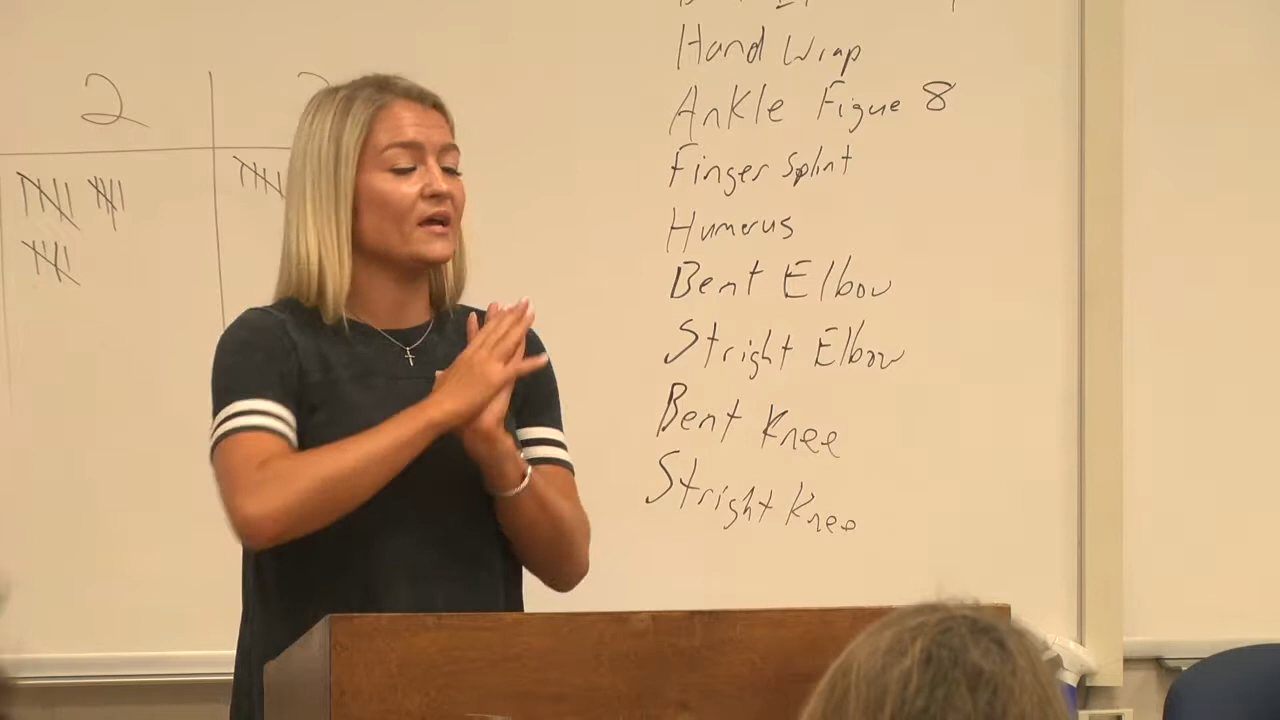 2
Hand Wrap
Ankle Figue 8
Finger Splint
Humerus
Bent Elbow
Stright Elbow
Bent Knee
Stright Knee